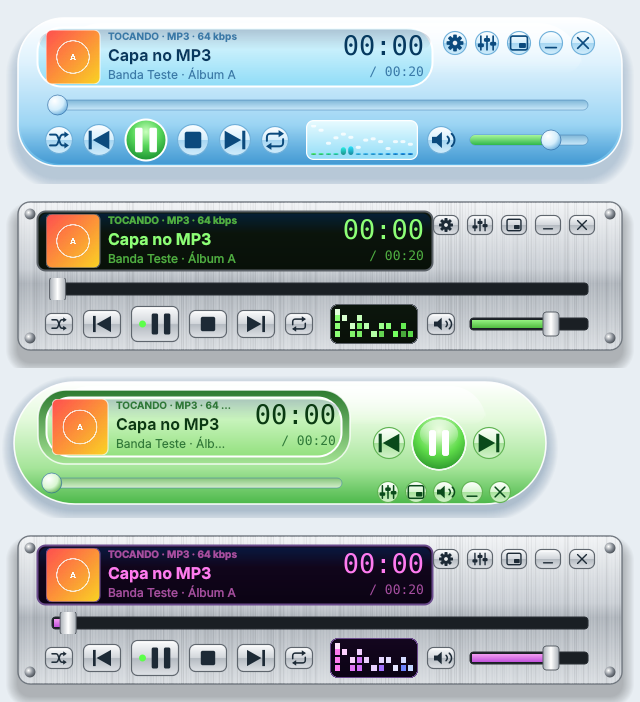 TOCANDO · MP3 · 64 kbps
Capa no MP3
Banda Teste · Álbum A
A
00:00
/ 00:20
TOCANDO · MP3 · 64 kbps
Capa no MP3
Banda Teste · Álbum A
A
00:00
/ 00:20
TOCANDO · MP3 · 64 ...
Capa no MP3
Banda Teste · Álb...
A
00:00
/ 00:20
TOCANDO · MP3 · 64 kbps
Capa no MP3
Banda Teste · Álbum A
A
00:00
/ 00:20